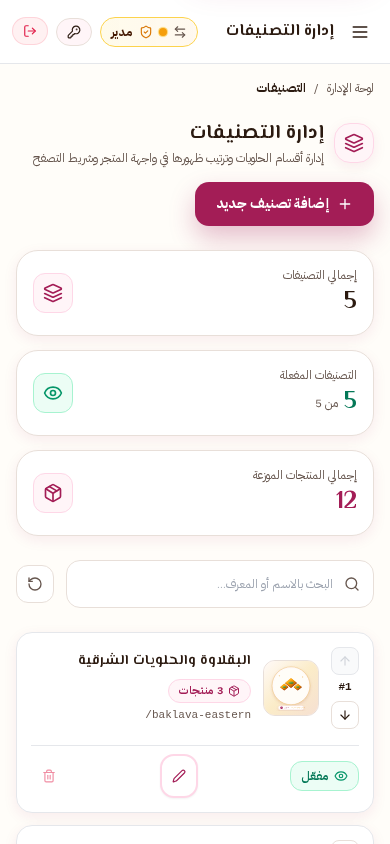 إدارة التصنيفات
مدير
لوحة الإدارة / التصنيفات
إدارة التصنيفات
إدارة أقسام الحلويات وترتيب ظهورها في واجهة المتجر وشريط التصفح
إضافة تصنيف جديد
إجمالي التصنيفات
5
التصنيفات المفعلة
5 من 5
إجمالي المنتجات الموزعة
12
البحث بالاسم أو المعرف...
#1
البقلاوة والحلويات الشرقية
3 منتجات
/baklava-eastern
مفعّل